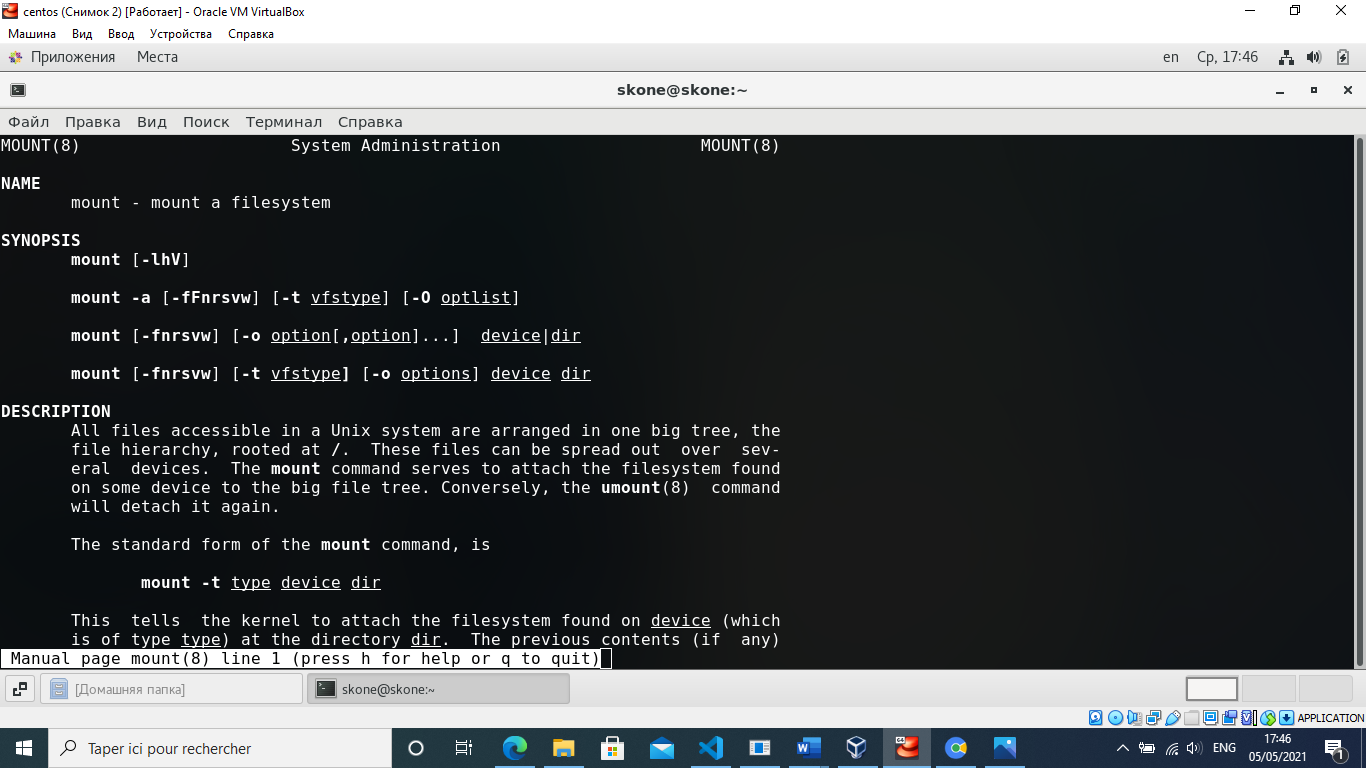 centos (Снимок 2) [Работает] - Oracle VM VirtualBox
Машина Вид Ввод Устройства Справка
Приложения Места en Ср, 17:46
skone@skone:~
Файл Правка Вид Поиск Терминал Справка
MOUNT(8) System Administration MOUNT(8)
NAME
mount - mount a filesystem
SYNOPSIS
mount [-lhV]
mount -a [-fFnrsvw] [-t vfstype] [-O optlist]
mount [-fnrsvw] [-o option[,option]...] device|dir
mount [-fnrsvw] [-t vfstype] [-o options] device dir
DESCRIPTION
All files accessible in a Unix system are arranged in one big tree, the
file hierarchy, rooted at /. These files can be spread out over sev-
eral devices. The mount command serves to attach the filesystem found
on some device to the big file tree. Conversely, the umount(8) command
will detach it again.
The standard form of the mount command, is
mount -t type device dir
This tells the kernel to attach the filesystem found on device (which
is of type type) at the directory dir. The previous contents (if any)
Manual page mount(8) line 1 (press h for help or q to quit)
[Домашняя папка] skone@skone:~
APPLICATION
Taper ici pour rechercher ENG 17:46
05/05/2021 1